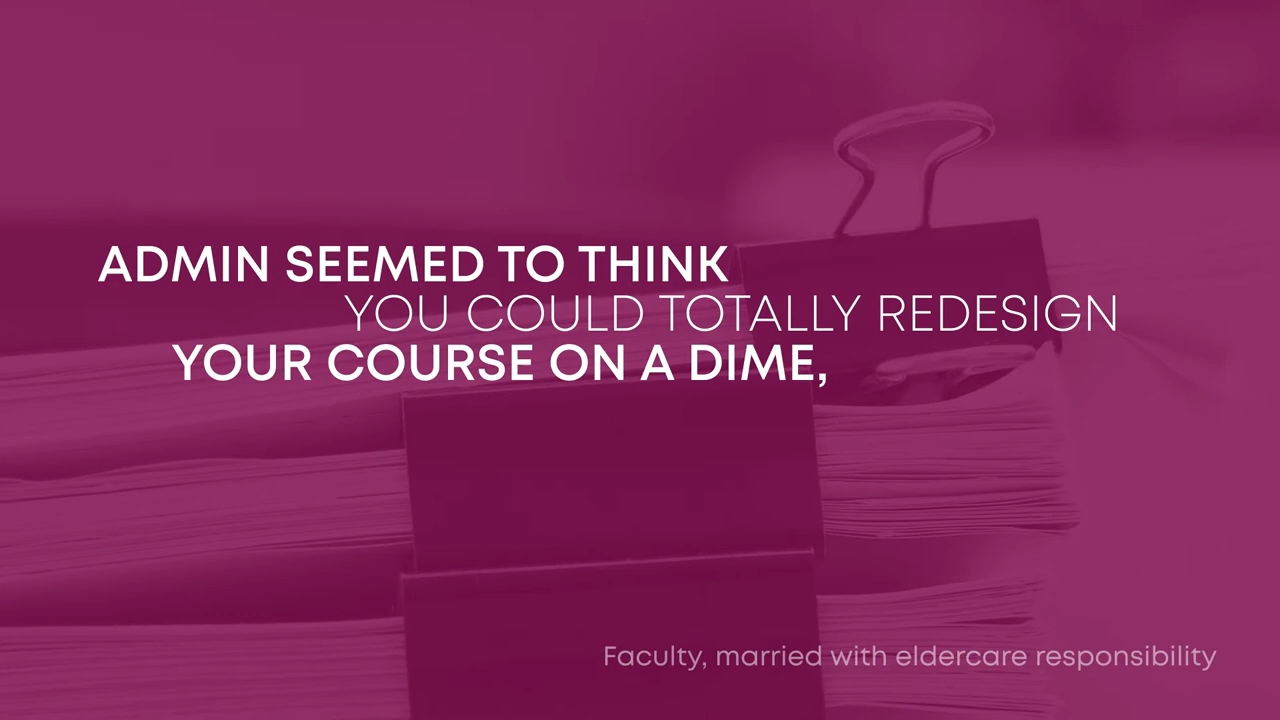 ADMIN SEEMED TO THINK
YOU COULD TOTALLY REDESIGN
YOUR COURSE ON A DIME,
Faculty, married with eldercare responsibility